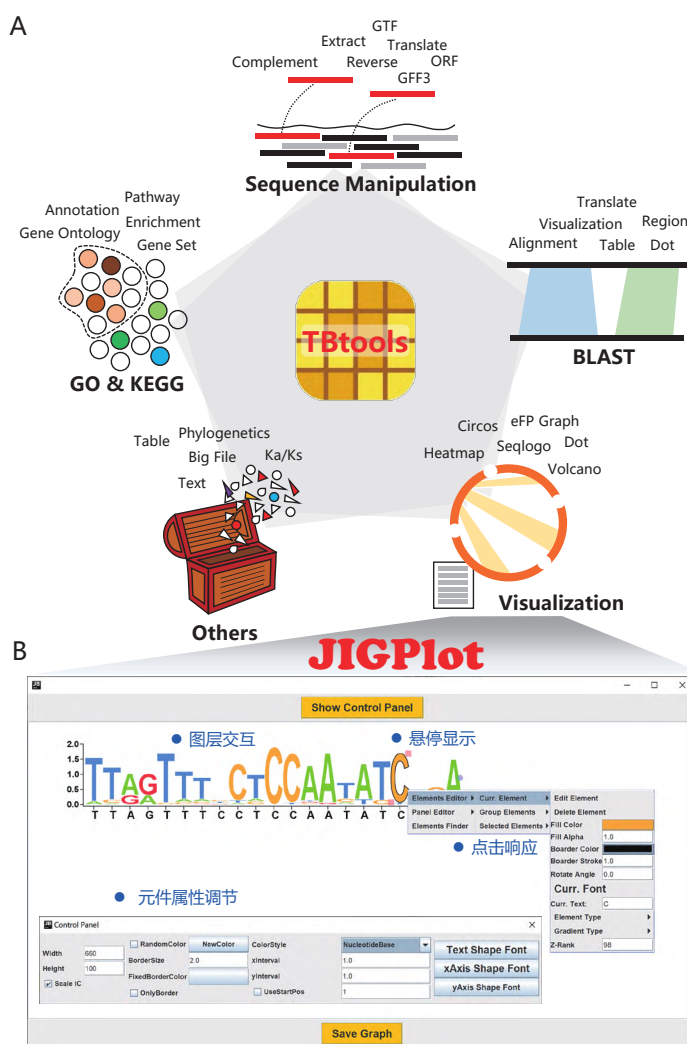 A
GTF
Extract
Translate
Complement
Reverse
ORF
GFF3
Sequence Manipulation
Pathway
Annotation
Enrichment
Gene Ontology
Gene Set
GO & KEGG
Translate
Visualization
Region
Alignment
Table
Dot
BLAST
TBtools
Table
Phylogenetics
Big File
Ka/Ks
Text
Others
Circos
eFP Graph
Heatmap
Seqlogo
Dot
Volcano
Visualization
B
JIGPlot
Show Control Panel
图层交互
悬停显示
2.0
1.5
1.0
0.5
0.0
TTAGTTTCCTCCAATATC
T T A G T T T C C T C C A A T A T C
Elements Editor
Panel Editor
Elements Finder
Curr. Element
Group Elements
Selected Elements
Edit Element
Delete Element
Fill Color
Fill Alpha 1.0
Boarder Color
Boarder Stroke 1.0
Rotate Angle 0.0
Curr. Font
Curr. Text: C
Element Type
Gradient Type
Z-Rank 98
点击响应
元件属性调节
Control Panel
Width 660
Height 100
Scale IC
RandomColor NewColor
BorderSize 2.0
FixedBorderColor
OnlyBorder
ColorStyle NucleotideBase
xInterval 1.0
yInterval 1.0
UseStartPos 1
Text Shape Font
xAxis Shape Font
yAxis Shape Font
Save Graph